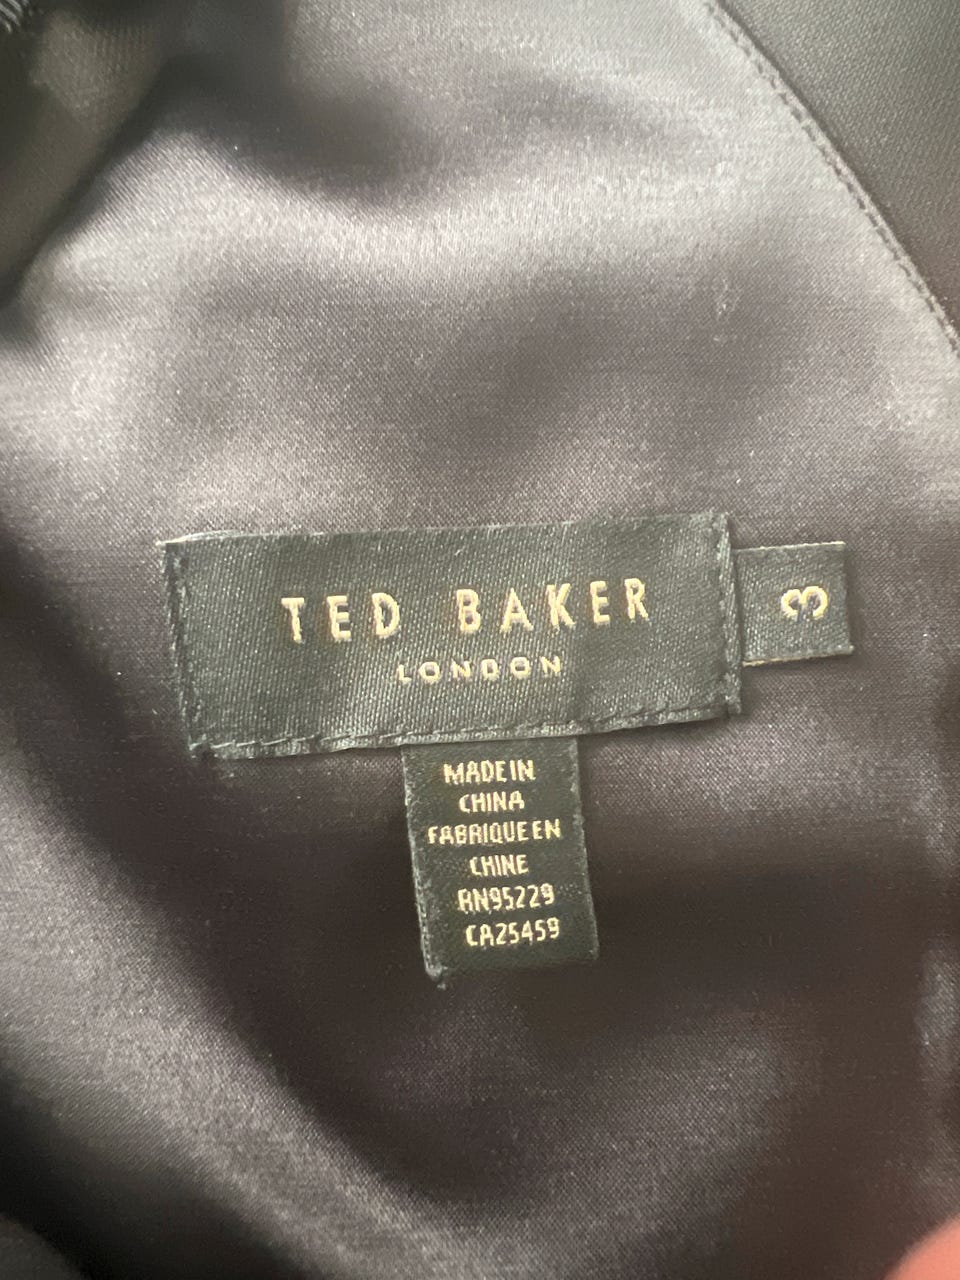 TED BAKER
LONDON
3
MADE IN
CHINA
FABRIQUE EN
CHINE
RN95229
CA25459